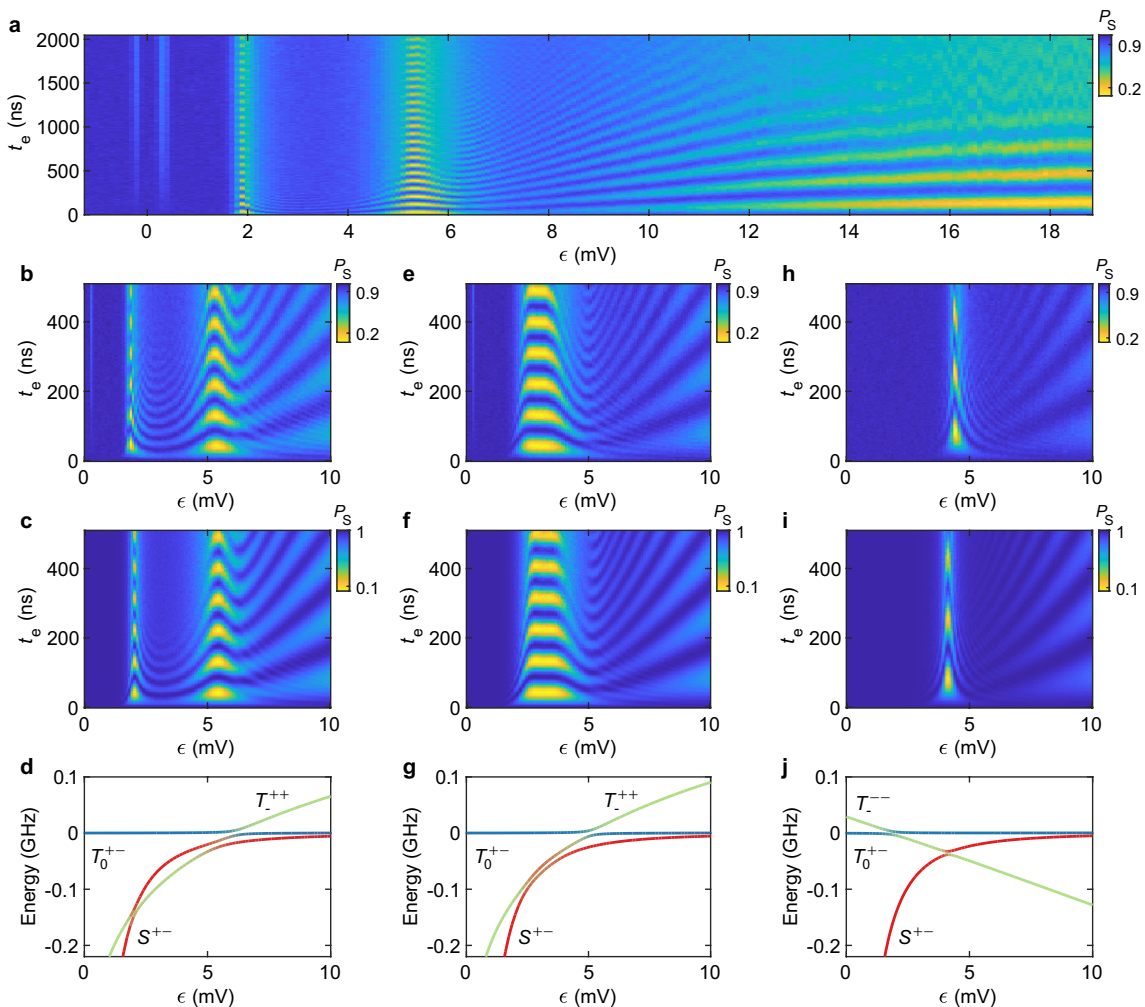 a
P_S
2000
1500
1000
500
0
t_e (ns)
0.9
0.2
0 2 4 6 8 10 12 14 16 18
ϵ (mV)
b
P_S
400
200
0
t_e (ns)
0.9
0.2
0 5 10
ϵ (mV)
e
P_S
400
200
0
t_e (ns)
0.9
0.2
0 5 10
ϵ (mV)
h
P_S
400
200
0
t_e (ns)
0.9
0.2
0 5 10
ϵ (mV)
c
P_S
400
200
0
t_e (ns)
1
0.1
0 5 10
ϵ (mV)
f
P_S
400
200
0
t_e (ns)
1
0.1
0 5 10
ϵ (mV)
i
P_S
400
200
0
t_e (ns)
1
0.1
0 5 10
ϵ (mV)
d
0.1
0
-0.1
-0.2
Energy (GHz)
T_-^{++}
T_0^{+-}
S^{+-}
0 5 10
ϵ (mV)
g
0.1
0
-0.1
-0.2
Energy (GHz)
T_-^{++}
T_0^{+-}
S^{+-}
0 5 10
ϵ (mV)
j
0.1
0
-0.1
-0.2
Energy (GHz)
T_-^{--}
T_0^{+-}
S^{+-}
0 5 10
ϵ (mV)